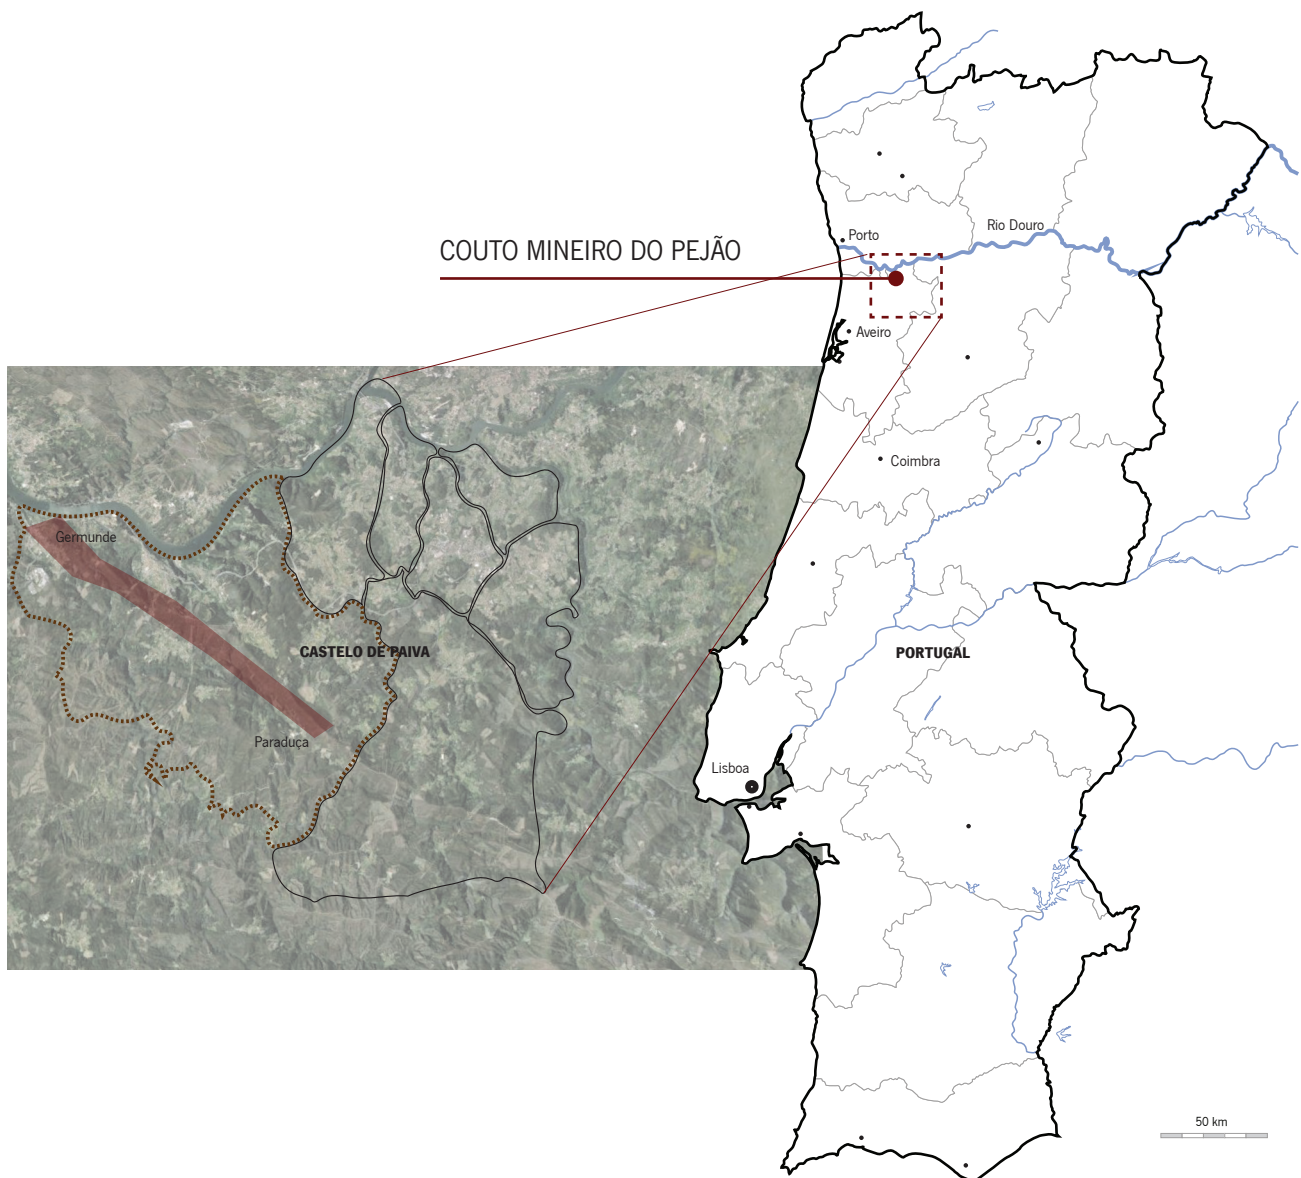 Porto
Rio Douro
COUTO MINEIRO DO PEJÃO
Aveiro
Coimbra
Germunde
CASTELO DE PAIVA
PORTUGAL
Paraduça
Lisboa
50 km